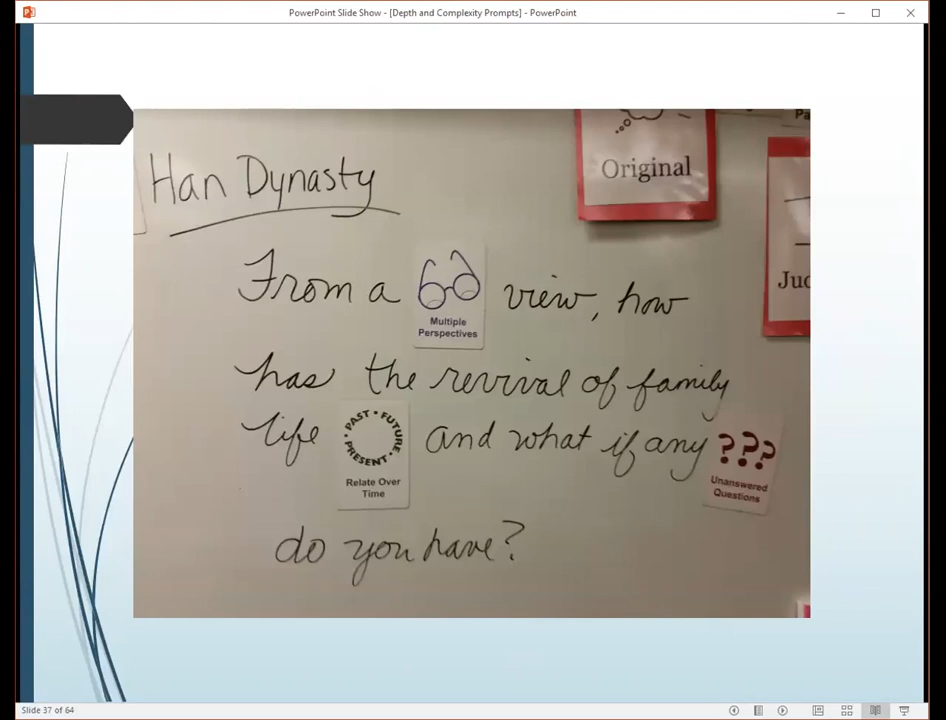 PowerPoint Slide Show - [Depth and Complexity Prompts] - PowerPoint
Pa
Original
Han Dynasty
Juc
From a Multiple Perspectives view, how
has the revival of family
life PAST • FUTURE • PRESENT • Relate Over Time and what if any ??? Unanswered Questions
do you have?
Slide 37 of 64